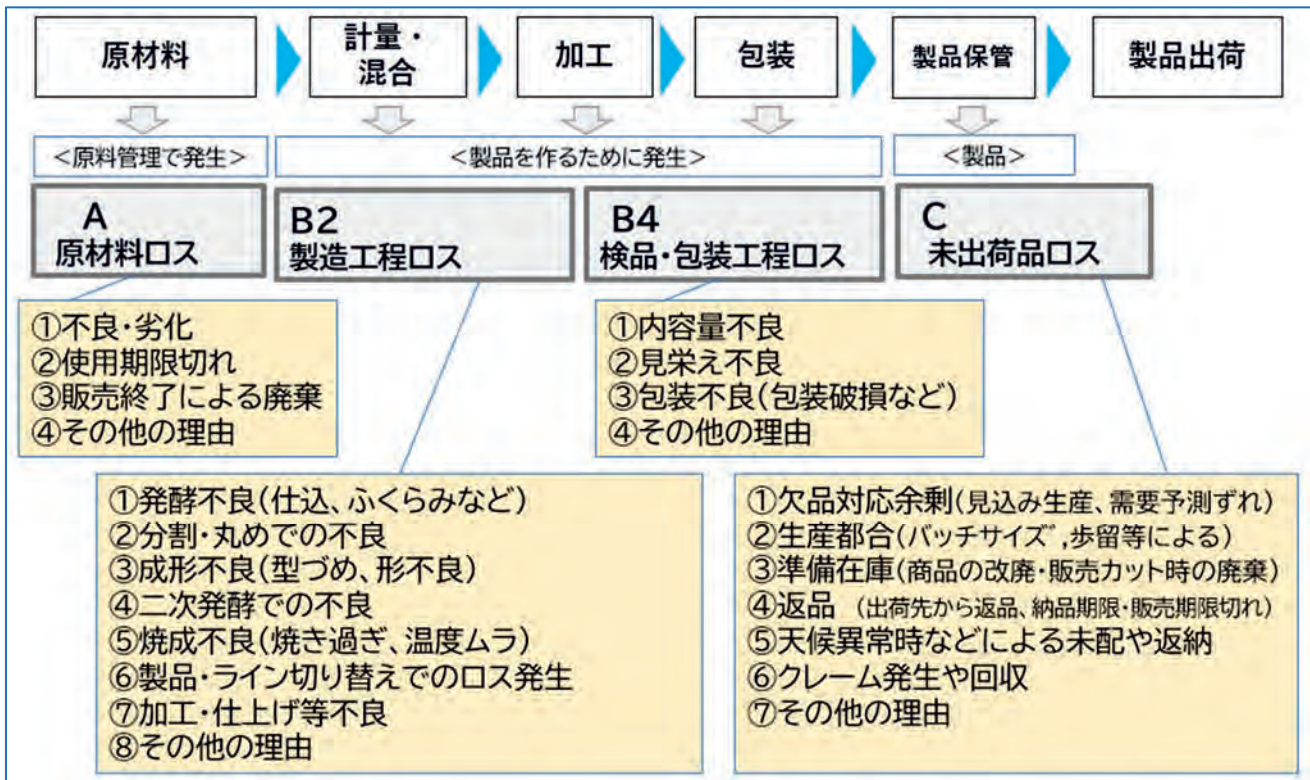 原材料
計量・
混合
加工
包装
製品保管
製品出荷
<原料管理で発生>
<製品を作るために発生>
<製品>
A
原材料ロス
B2
製造工程ロス
B4
検品・包装工程ロス
C
未出荷品ロス
①不良・劣化
②使用期限切れ
③販売終了による廃棄
④その他の理由
①内容量不良
②見栄え不良
③包装不良(包装破損など)
④その他の理由
①発酵不良(仕込、ふくらみなど)
②分割・丸めでの不良
③成形不良(型づめ、形不良)
④二次発酵での不良
⑤焼成不良(焼き過ぎ、温度ムラ)
⑥製品・ライン切り替えでのロス発生
⑦加工・仕上げ等不良
⑧その他の理由
①欠品対応余剰(見込み生産、需要予測ずれ)
②生産都合(バッチサイズ゛,歩留等による)
③準備在庫(商品の改廃・販売カット時の廃棄)
④返品 (出荷先から返品、納品期限・販売期限切れ)
⑤天候異常時などによる未配や返納
⑥クレーム発生や回収
⑦その他の理由